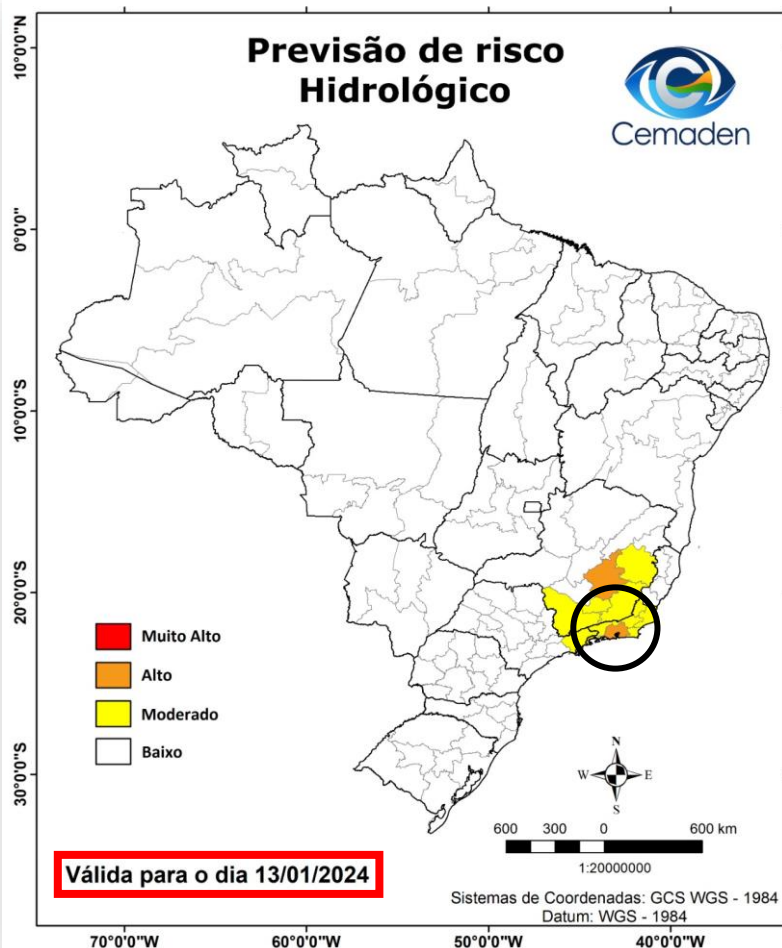 Previsão de risco
Hidrológico
Cemaden
10°0'0"N
0°0'0"
10°0'0"S
20°0'0"S
30°0'0"S
Muito Alto
Alto
Moderado
Baixo
N
W E
S
600 300 0 600 km
1:20000000
Válida para o dia 13/01/2024
Sistemas de Coordenadas: GCS WGS - 1984
Datum: WGS - 1984
70°0'0"W 60°0'0"W 50°0'0"W 40°0'0"W